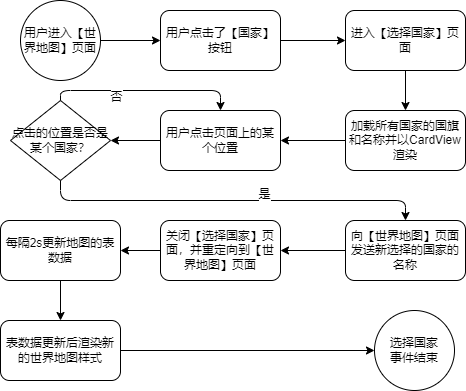 用户进入【世
界地图】页面
用户点击了【国家】
按钮
进入【选择国家】页
面
否
点击的位置是否是
某个国家？
用户点击页面上的某
个位置
加载所有国家的国旗
和名称并以CardView
渲染
是
每隔2s更新地图的表
数据
关闭【选择国家】页
面，并重定向到【世
界地图】页面
向【世界地图】页面
发送新选择的国家的
名称
表数据更新后渲染新
的世界地图样式
选择国家
事件结束